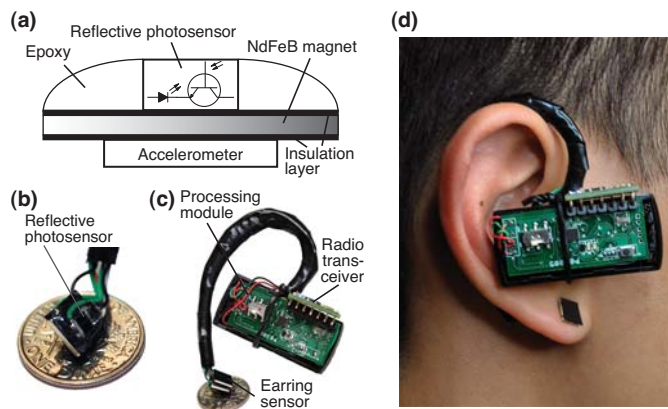 (a)
Reflective photosensor
NdFeB magnet
Epoxy
Accelerometer
Insulation
layer
(b)
Reflective
photosensor
(c)
Processing
module
Radio
trans-
ceiver
Earring
sensor
(d)